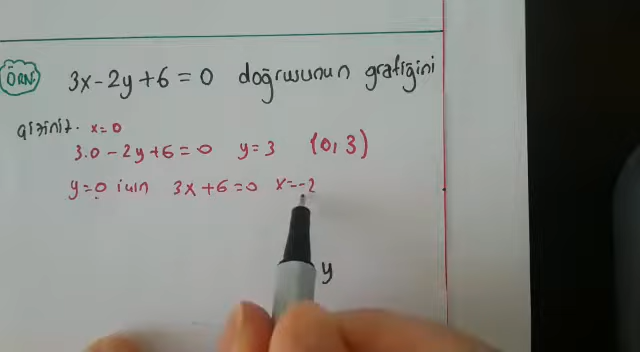 ÖRN: 3x-2y+6=0 doğrusunun grafiğini
çiziniz. x=0
3.0-2y+6=0 y=3 (0,3)
y=0 için 3x+6=0 x=-2
y